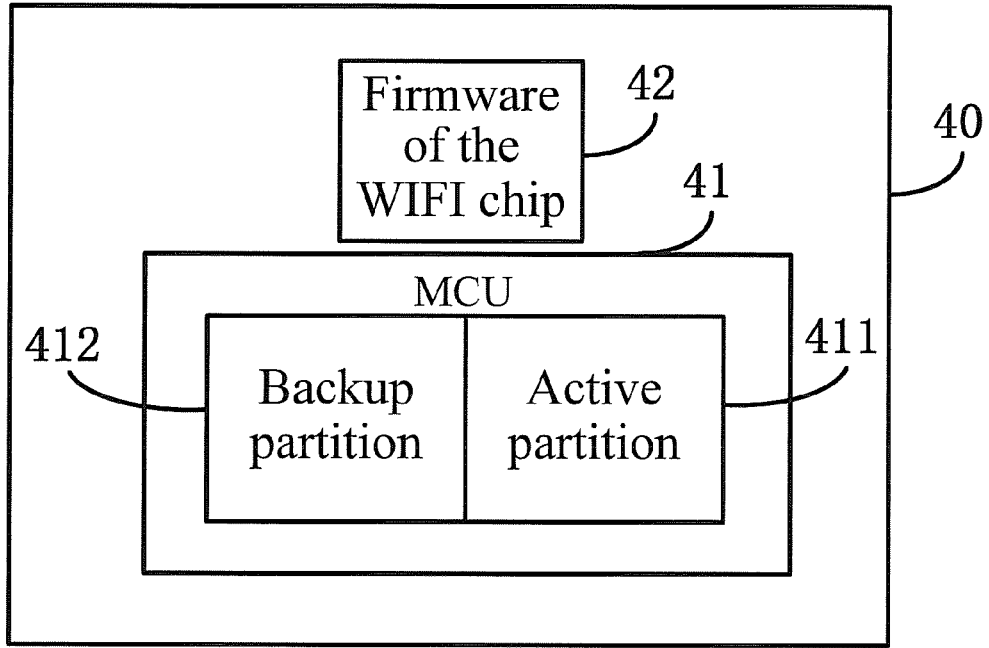 Firmware
of the
WIFI chip
42
40
41
MCU
412
411
Backup
partition
Active
partition